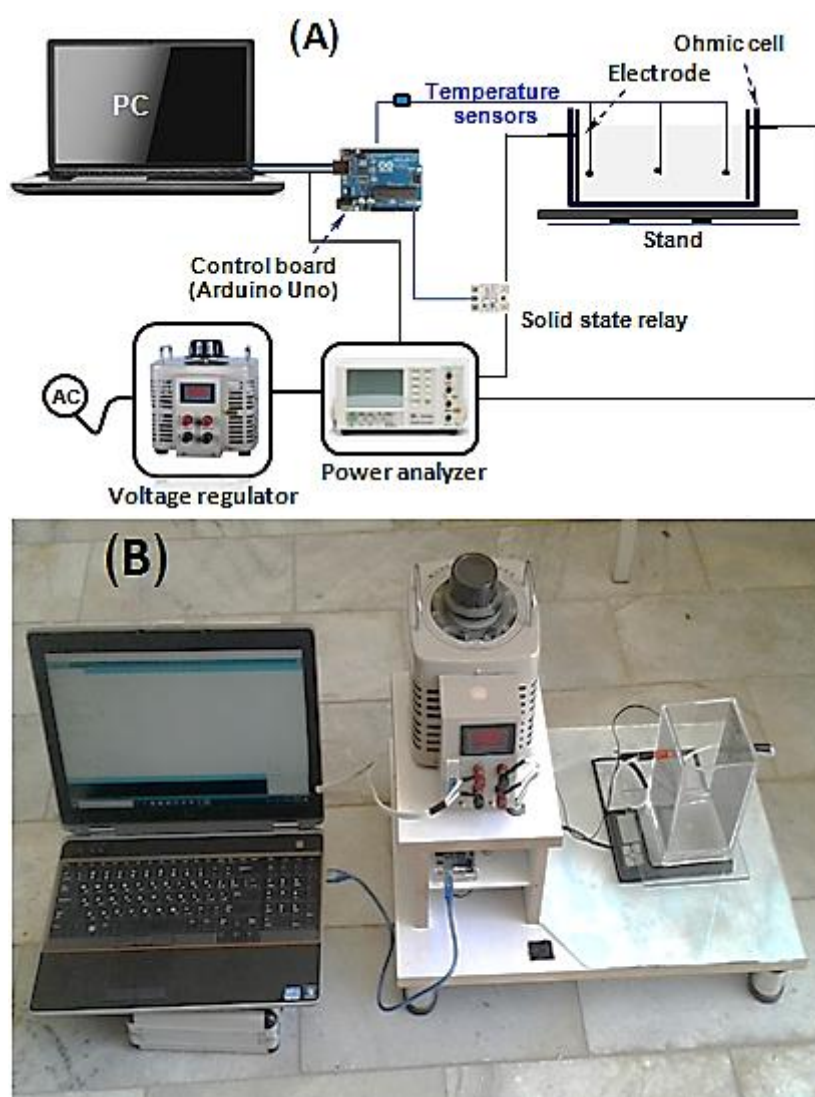 (A)
Ohmic cell
Electrode
PC
Temperature
sensors
Stand
Control board
(Arduino Uno)
Solid state relay
AC
Voltage regulator
Power analyzer
(B)